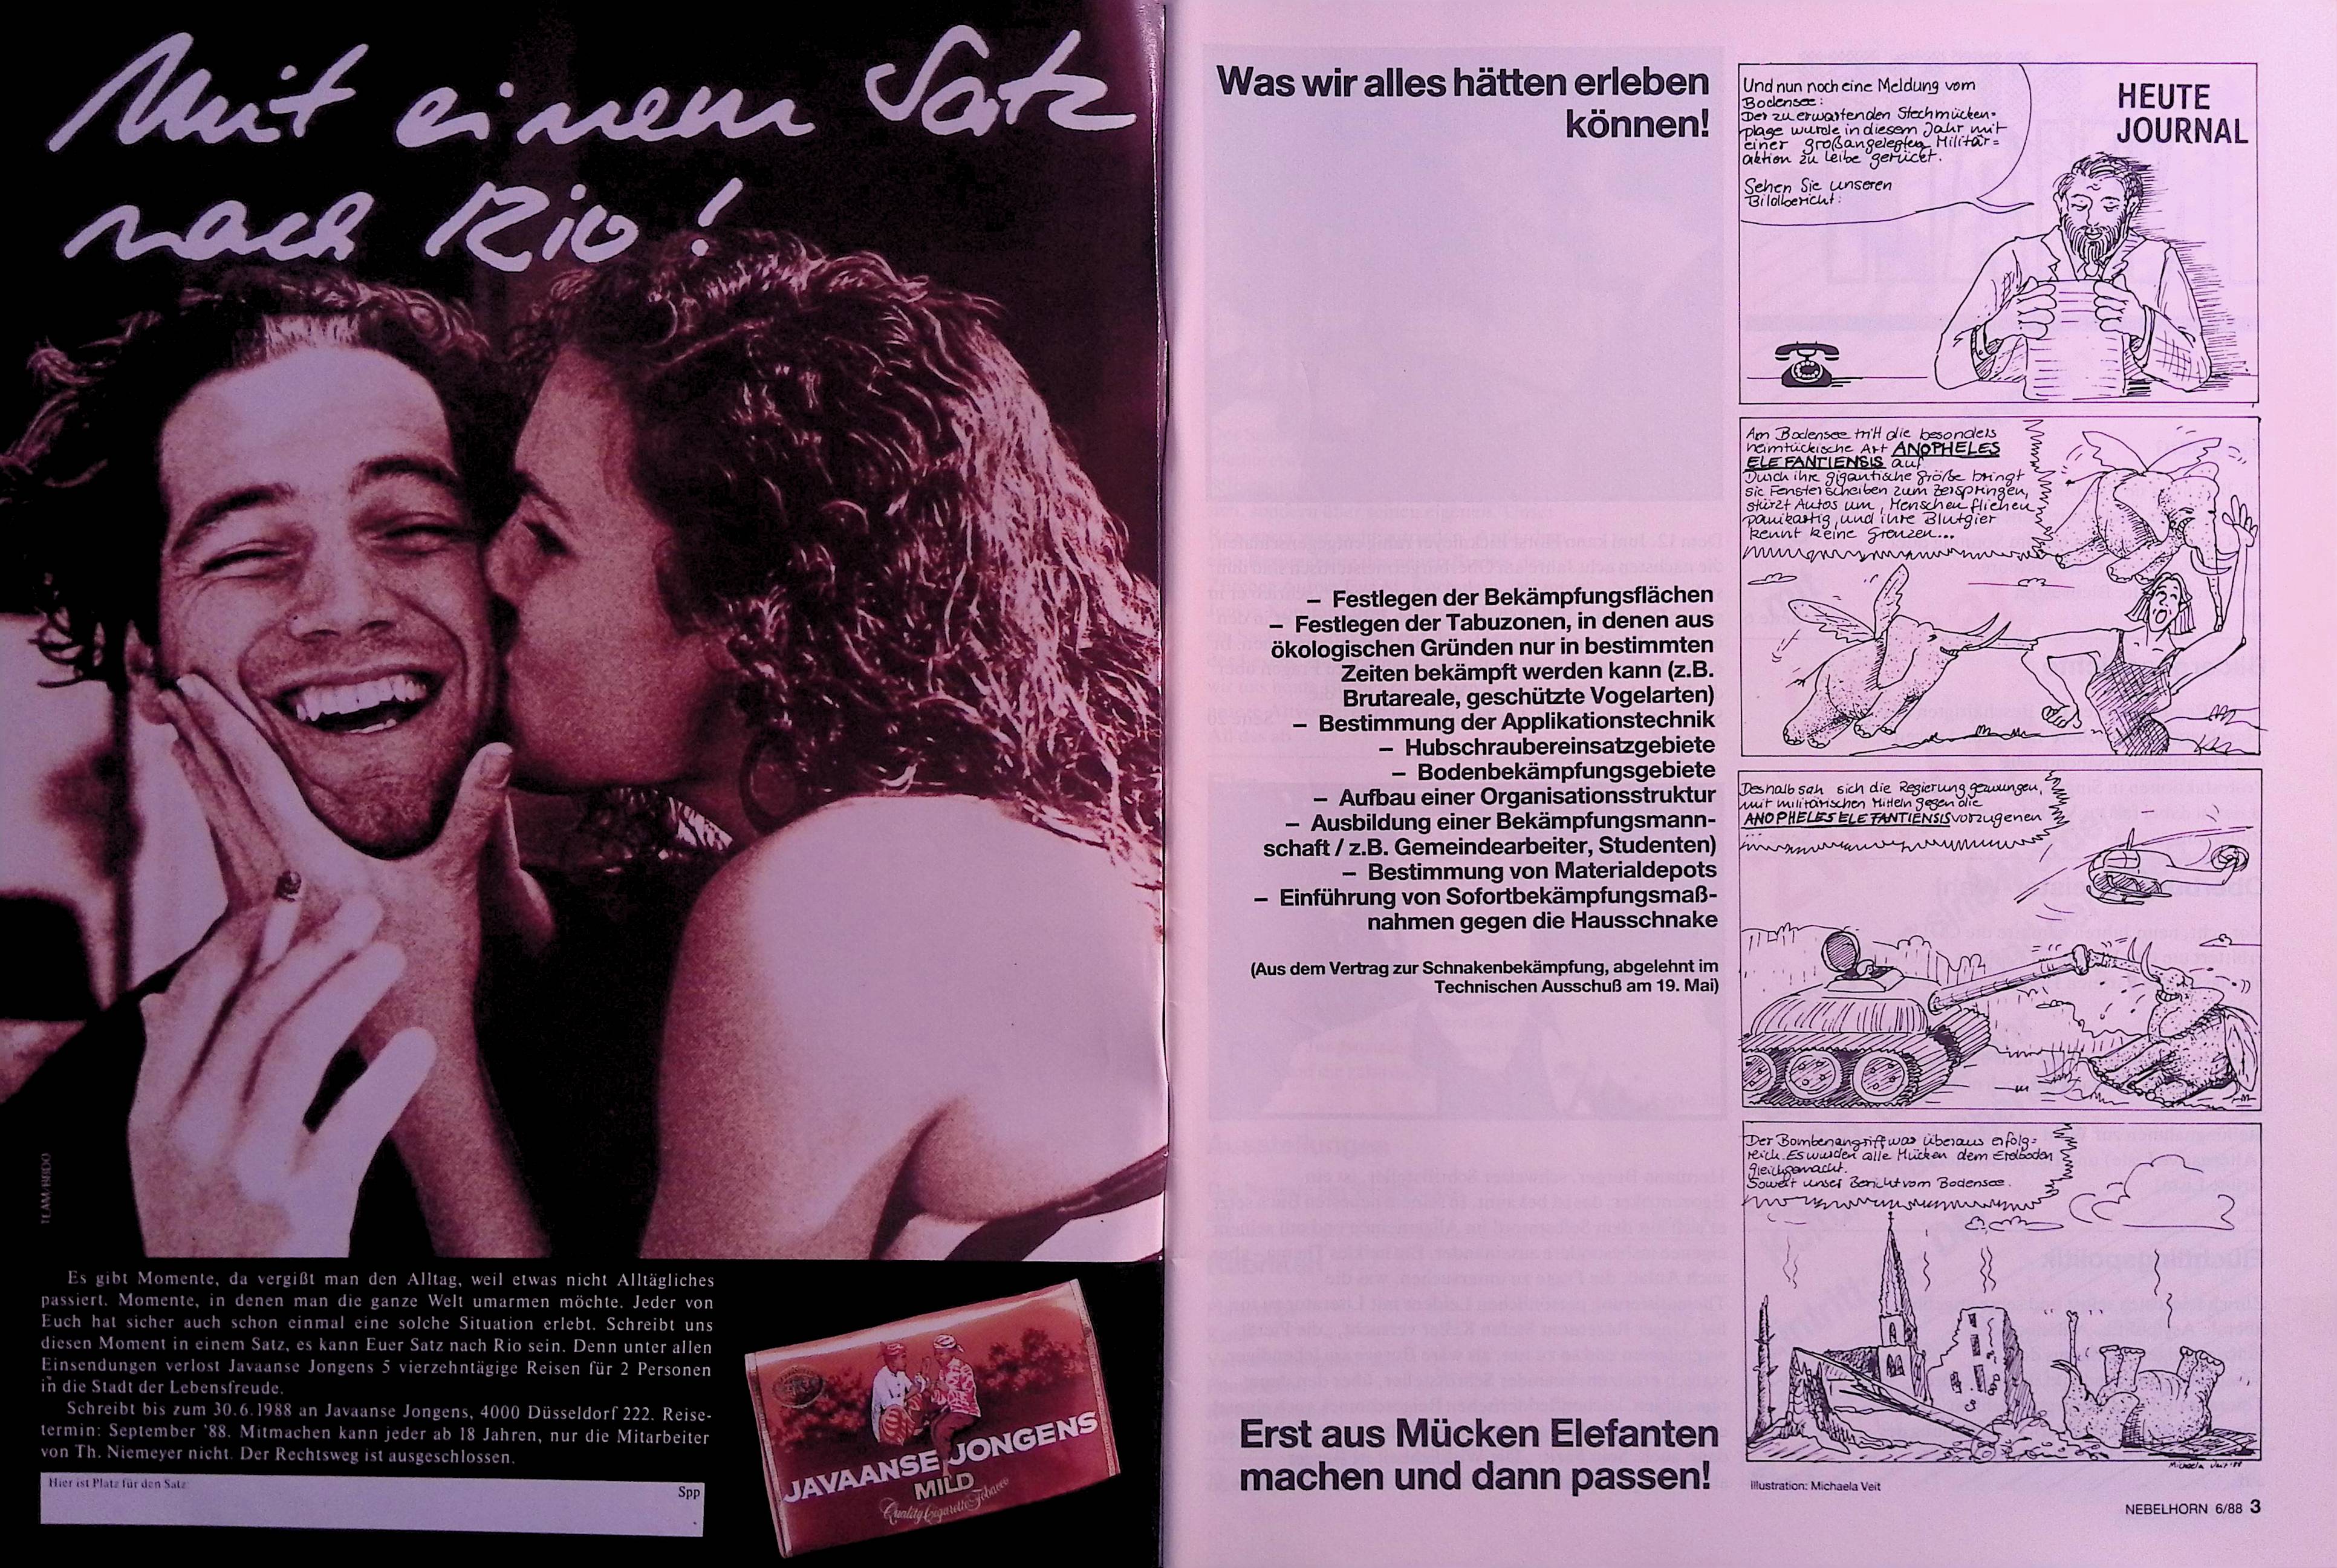 Mit einem Satz
nach Rio!
TEAM/BBDO
Es gibt Momente, da vergißt man den Alltag, weil etwas nicht Alltägliches
passiert. Momente, in denen man die ganze Welt umarmen möchte. Jeder von
Euch hat sicher auch schon einmal eine solche Situation erlebt. Schreibt uns
diesen Moment in einem Satz, es kann Euer Satz nach Rio sein. Denn unter allen
Einsendungen verlost Javaanse Jongens 5 vierzehntägige Reisen für 2 Personen
in die Stadt der Lebensfreude.
Schreibt bis zum 30.6.1988 an Javaanse Jongens, 4000 Düsseldorf 222. Reise-
termin: September '88. Mitmachen kann jeder ab 18 Jahren, nur die Mitarbeiter
von Th. Niemeyer nicht. Der Rechtsweg ist ausgeschlossen.
Hier ist Platz für den Satz:
Spp
JAVAANSE JONGENS
MILD
Quality Cigarette Tobacco
Was wir alles hätten erleben
können!
– Festlegen der Bekämpfungsflächen
– Festlegen der Tabuzonen, in denen aus
ökologischen Gründen nur in bestimmten
Zeiten bekämpft werden kann (z.B.
Brutareale, geschützte Vogelarten)
– Bestimmung der Applikationstechnik
– Hubschraubereinsatzgebiete
– Bodenbekämpfungsgebiete
– Aufbau einer Organisationsstruktur
– Ausbildung einer Bekämpfungsmann-
schaft / z.B. Gemeindearbeiter, Studenten)
– Bestimmung von Materialdepots
– Einführung von Sofortbekämpfungsmaß-
nahmen gegen die Hausschnake
(Aus dem Vertrag zur Schnakenbekämpfung, abgelehnt im
Technischen Ausschuß am 19. Mai)
Erst aus Mücken Elefanten
machen und dann passen!
Und nun noch eine Meldung vom
Bodensee:
Der zu erwartenden Stechmücken=
plage wurde in diesem Jahr mit
einer großangelegten Militär=
aktion zu leibe gerückt.
Sehen Sie unseren
Bildbericht:
HEUTE
JOURNAL
Am Bodensee tritt die besonders
heimtückische Art ANOPHELES
ELEFANTIENSIS auf
Durch ihre gigantische größe bringt
sie Fensterscheiben zum zerspringen,
stürzt Autos um, Menschen fliehen
panikartig, und ihre Blutgier
kennt keine Grenzen...
Deshalb sah sich die Regierung gezwungen,
mit militärischen Mitteln gegen die
ANOPHELES ELEFANTIENSIS vorzugehen
...
Der Bombenangriff war überaus erfolg=
reich. Es wurden alle Mücken dem Erdboden
gleichgemacht.
Soweit unser Bericht vom Bodensee.
Michaela Veit '88
Illustration: Michaela Veit
NEBELHORN 6/88 3